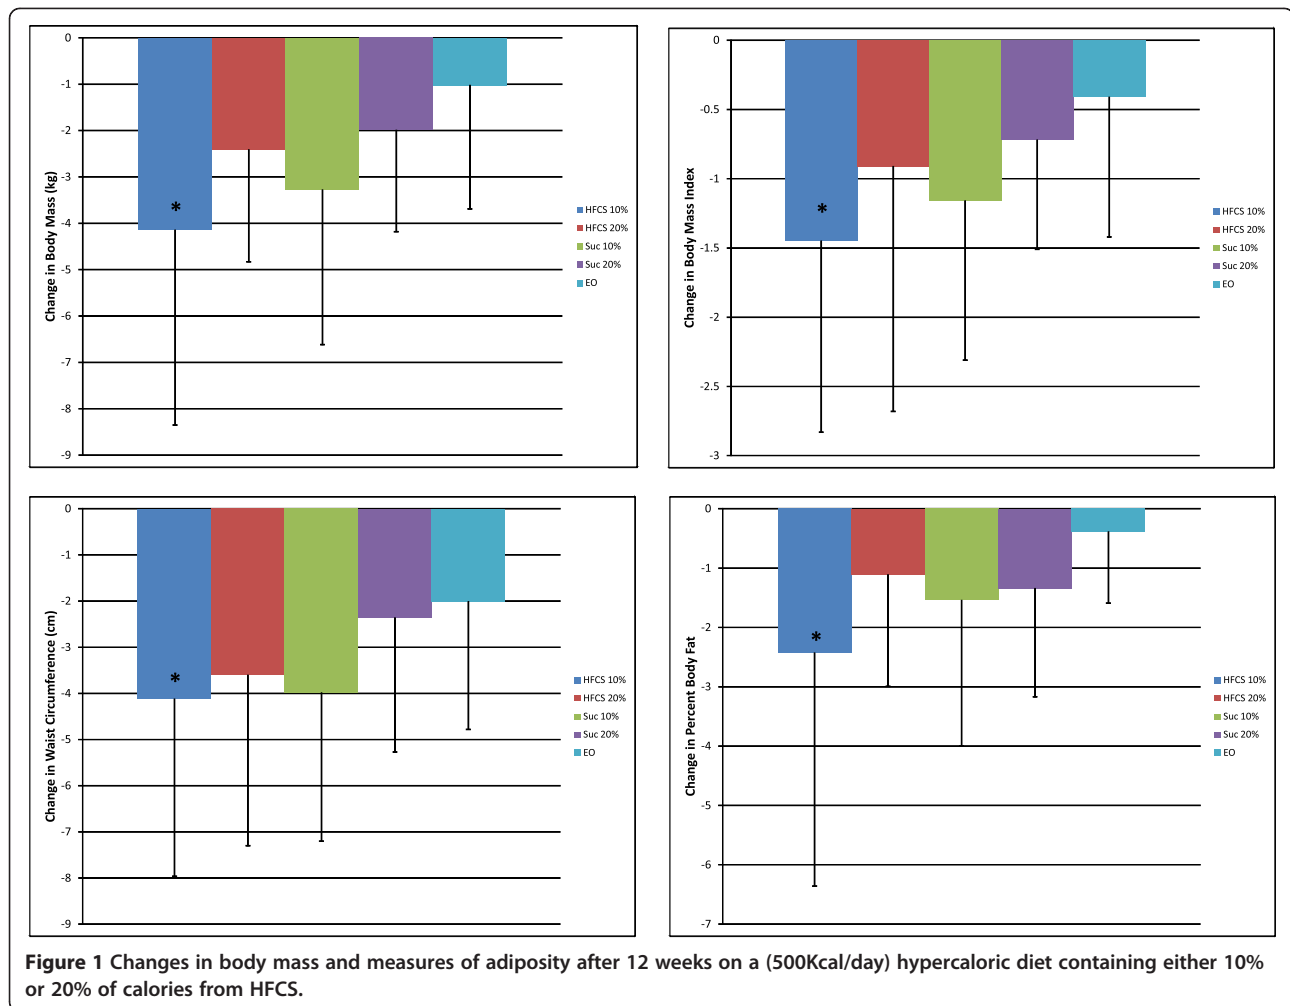 0
-1
-2
-3
-4
-5
-6
-7
-8
-9
Change in Body Mass (kg)
*
HFCS 10%
HFCS 20%
Suc 10%
Suc 20%
EO
0
-0.5
-1
-1.5
-2
-2.5
-3
Change in Body Mass Index
*
HFCS 10%
HFCS 20%
Suc 10%
Suc 20%
EO
0
-1
-2
-3
-4
-5
-6
-7
-8
-9
Change in Waist Circumference (cm)
*
HFCS 10%
HFCS 20%
Suc 10%
Suc 20%
EO
0
-1
-2
-3
-4
-5
-6
-7
Change in Percent Body Fat
*
HFCS 10%
HFCS 20%
Suc 10%
Suc 20%
EO
Figure 1 Changes in body mass and measures of adiposity after 12 weeks on a (500Kcal/day) hypercaloric diet containing either 10%
or 20% of calories from HFCS.